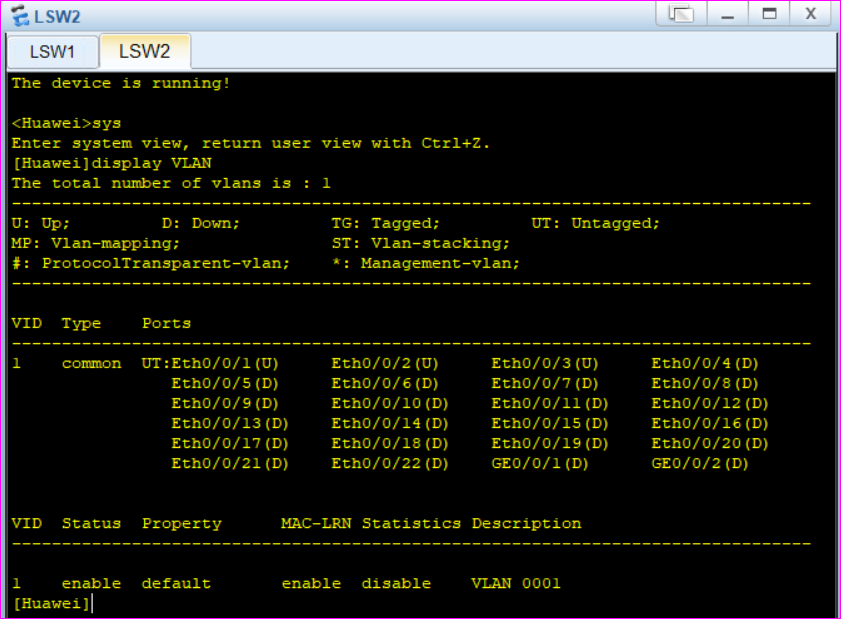 LSW2
X
LSW1 LSW2
The device is running!
<Huawei>sys
Enter system view, return user view with Ctrl+Z.
[Huawei]display VLAN
The total number of vlans is : 1
--------------------------------------------------------------------------------
U: Up;         D: Down;         TG: Tagged;         UT: Untagged;
MP: Vlan-mapping;               ST: Vlan-stacking;
#: ProtocolTransparent-vlan;    *: Management-vlan;
--------------------------------------------------------------------------------
VID  Type    Ports
--------------------------------------------------------------------------------
1    common  UT:Eth0/0/1(U)     Eth0/0/2(U)     Eth0/0/3(U)     Eth0/0/4(D)
Eth0/0/5(D)     Eth0/0/6(D)     Eth0/0/7(D)     Eth0/0/8(D)
Eth0/0/9(D)     Eth0/0/10(D)    Eth0/0/11(D)    Eth0/0/12(D)
Eth0/0/13(D)    Eth0/0/14(D)    Eth0/0/15(D)    Eth0/0/16(D)
Eth0/0/17(D)    Eth0/0/18(D)    Eth0/0/19(D)    Eth0/0/20(D)
Eth0/0/21(D)    Eth0/0/22(D)    GE0/0/1(D)      GE0/0/2(D)
VID  Status  Property      MAC-LRN Statistics Description
--------------------------------------------------------------------------------
1    enable  default       enable  disable    VLAN 0001
[Huawei]